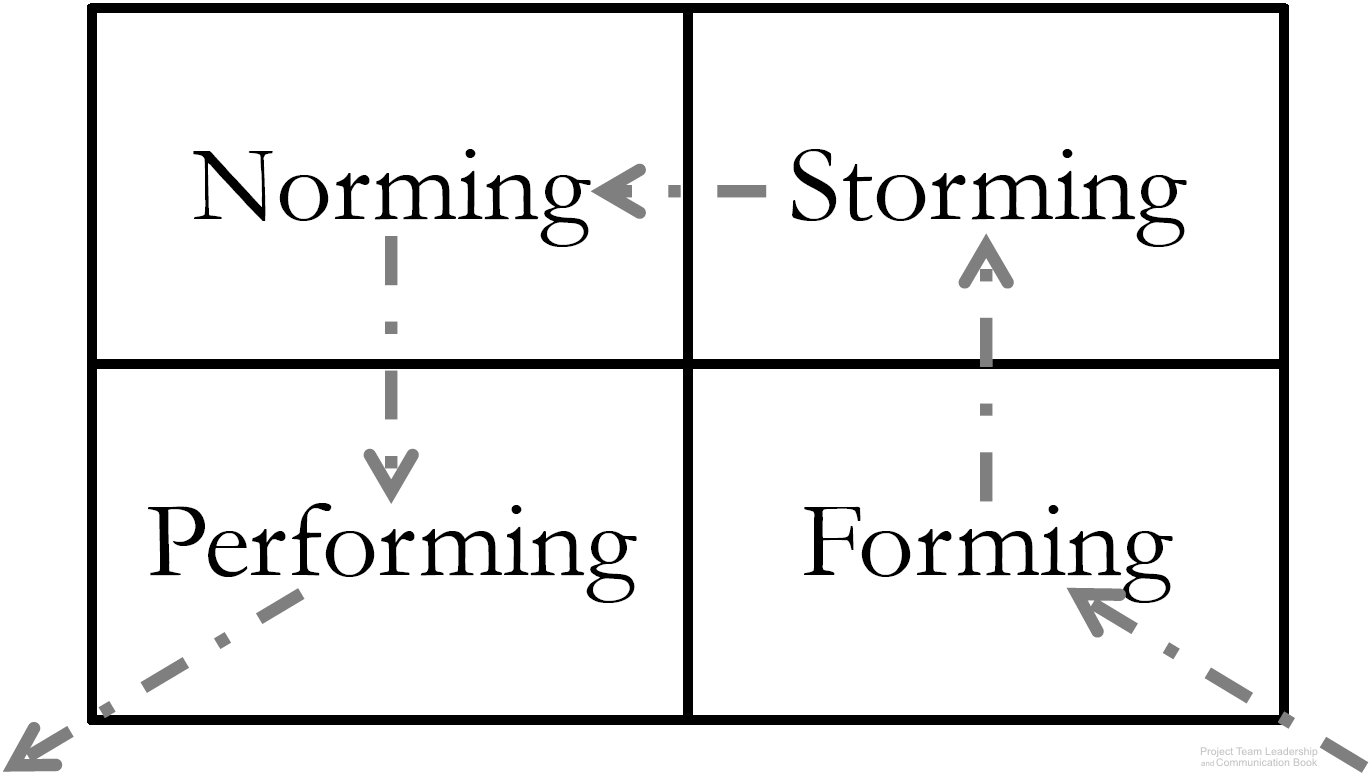 Norming
Storming
Performing
Forming
Project Team Leadership
and Communication Book